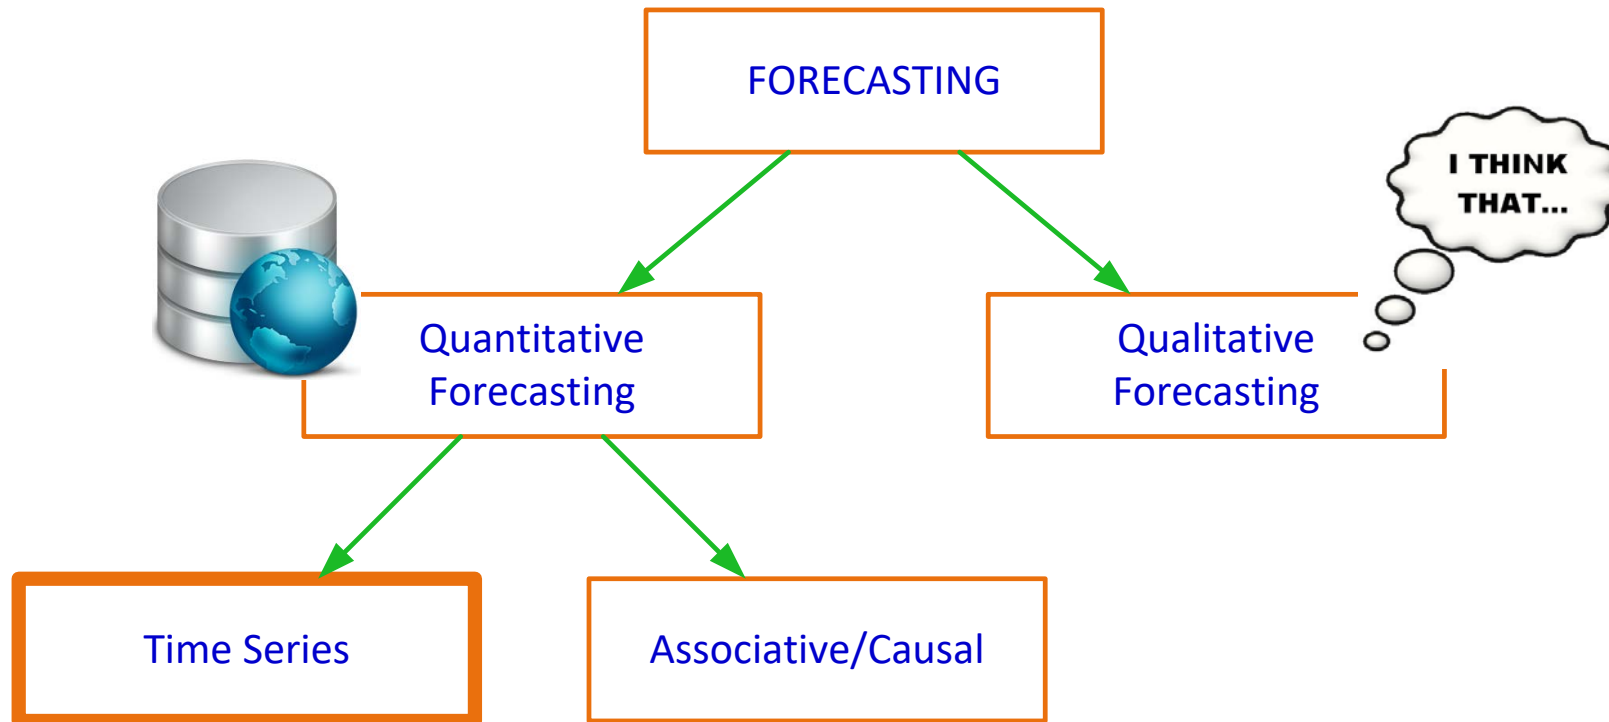 FORECASTING
I THINK
THAT...
Quantitative
Forecasting
Qualitative
Forecasting
Time Series
Associative/Causal